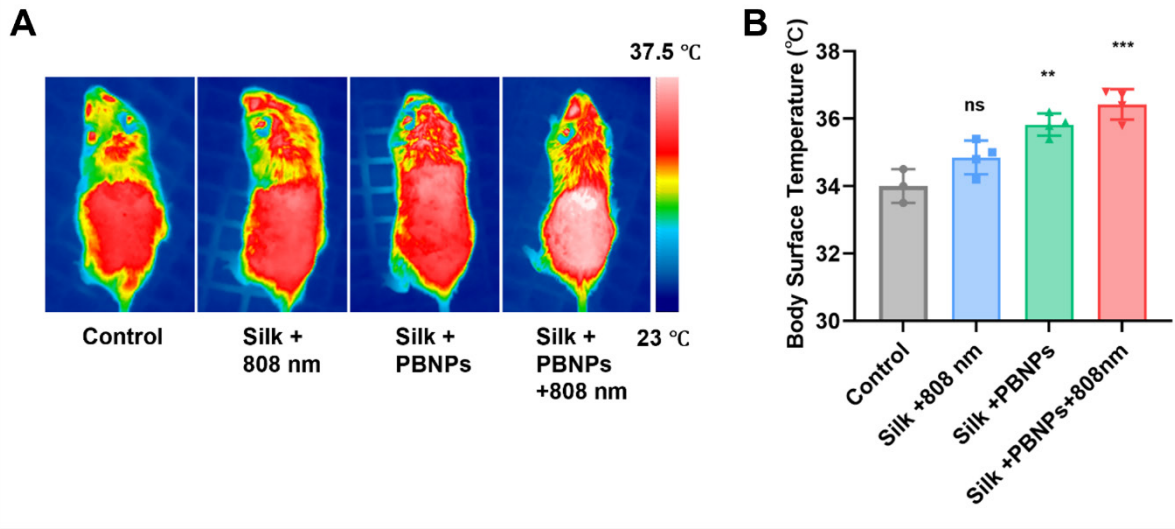 A
37.5 ℃
Control
Silk +
808 nm
Silk +
PBNPs
Silk +
PBNPs
+808 nm
23 ℃
B
Body Surface Temperature (℃)
38
36
34
32
30
ns
**
***
Control
Silk +808 nm
Silk +PBNPs
Silk +PBNPs+808nm